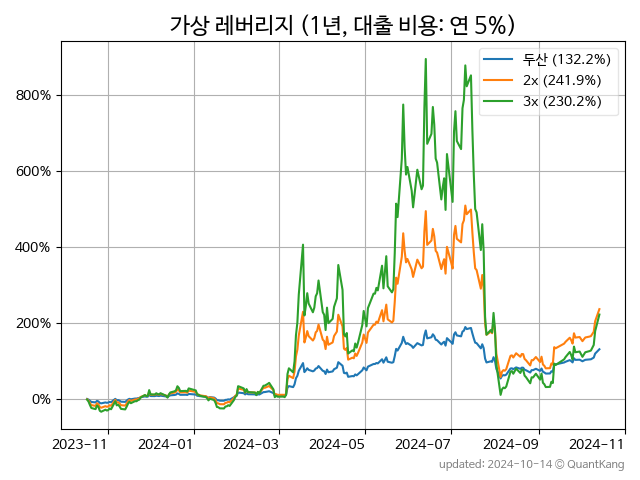 가상 레버리지 (1년, 대출 비용: 연 5%)
두산 (132.2%)
2x (241.9%)
3x (230.2%)
800%
600%
400%
200%
0%
2023-11 2024-01 2024-03 2024-05 2024-07 2024-09 2024-11
updated: 2024-10-14 © QuantKang